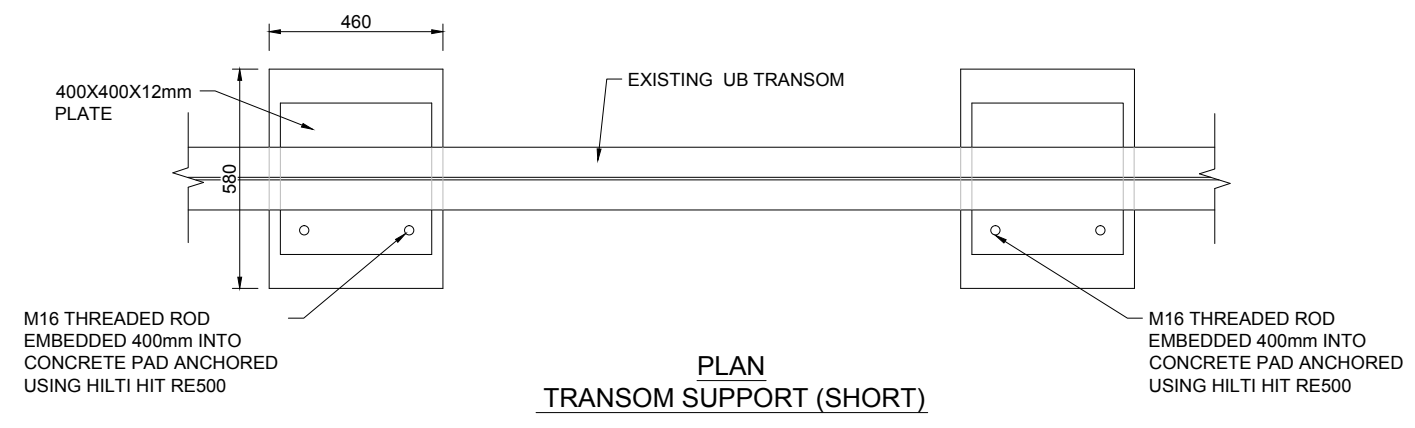 460
400X400X12mm
PLATE
EXISTING UB TRANSOM
580
M16 THREADED ROD
EMBEDDED 400mm INTO
CONCRETE PAD ANCHORED
USING HILTI HIT RE500
M16 THREADED ROD
EMBEDDED 400mm INTO
CONCRETE PAD ANCHORED
USING HILTI HIT RE500
PLAN
TRANSOM SUPPORT (SHORT)